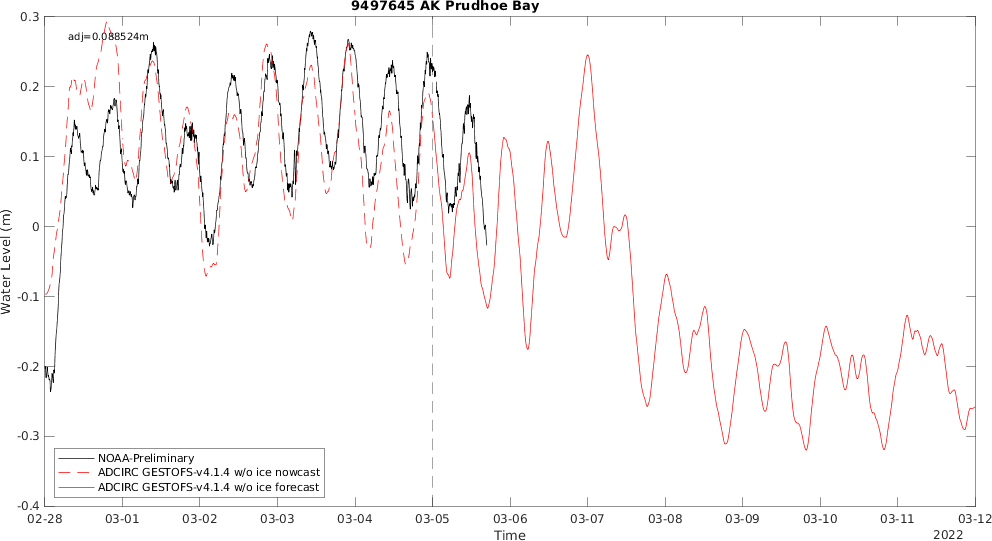 9497645 AK Prudhoe Bay
adj=0.088524m
0.3
0.2
0.1
0
-0.1
-0.2
-0.3
-0.4
Water Level (m)
NOAA-Preliminary
ADCIRC GESTOFS-v4.1.4 w/o ice nowcast
ADCIRC GESTOFS-v4.1.4 w/o ice forecast
02-28 03-01 03-02 03-03 03-04 03-05 03-06 03-07 03-08 03-09 03-10 03-11 03-12
Time
2022